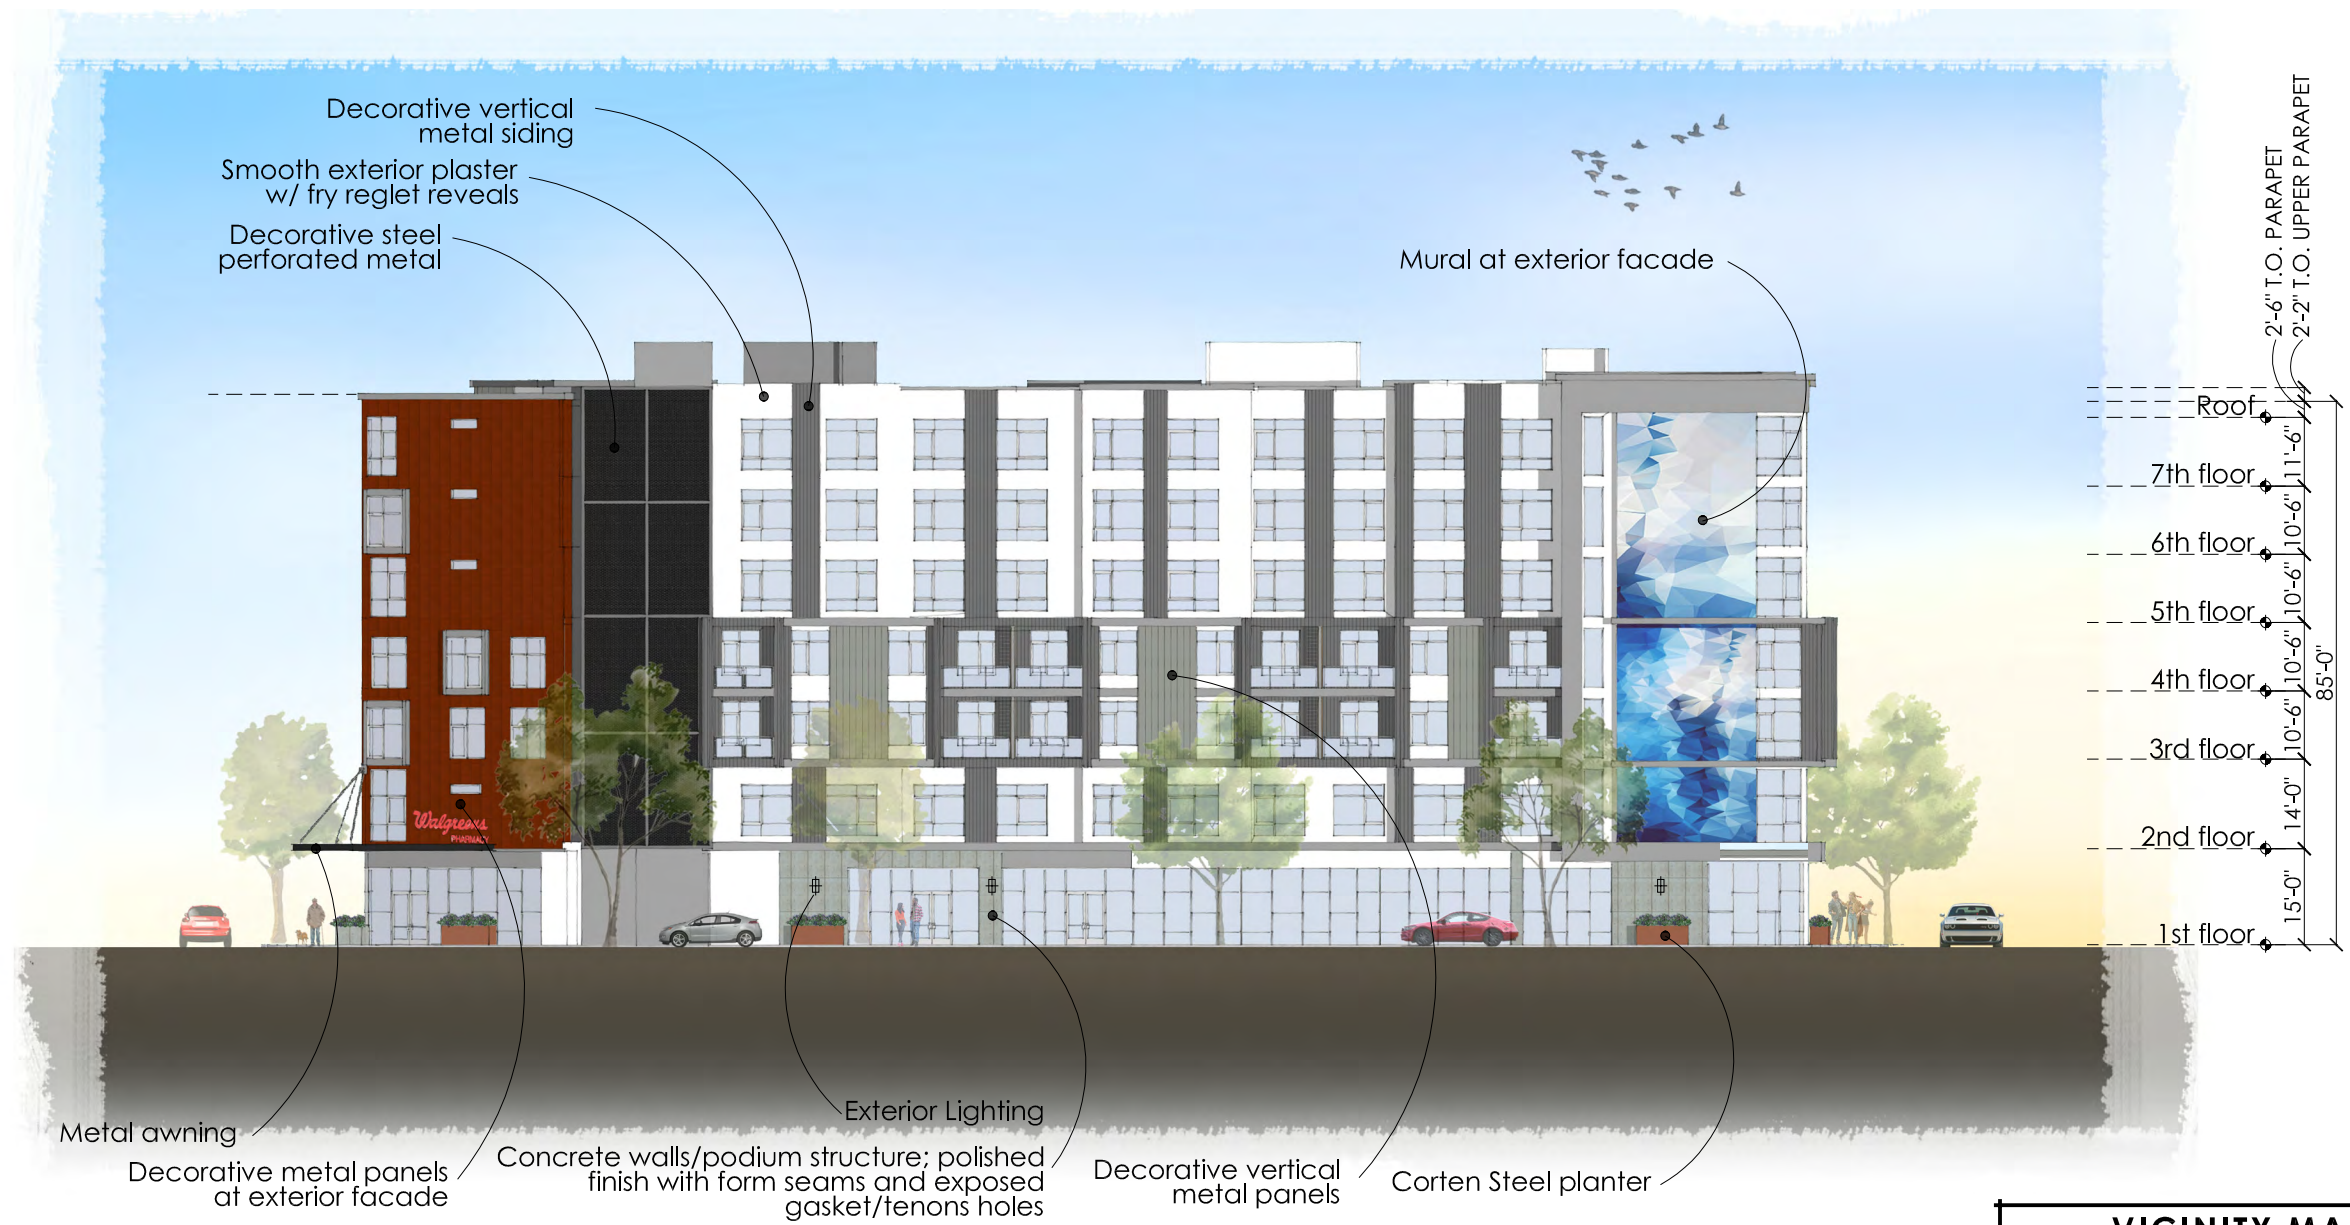 Decorative vertical
metal siding
Smooth exterior plaster
w/ fry reglet reveals
Decorative steel
perforated metal
Mural at exterior facade
2'-6" T.O. PARAPET
2'-2" T.O. UPPER PARAPET
Roof
11'-6"
7th floor
10'-6"
6th floor
10'-6"
5th floor
10'-6"
4th floor
10'-6"
3rd floor
14'-0"
2nd floor
15'-0"
1st floor
85'-0"
Walgreens
PHARMACY
Metal awning
Decorative metal panels
at exterior facade
Exterior Lighting
Concrete walls/podium structure; polished
finish with form seams and exposed
gasket/tenons holes
Decorative vertical
metal panels
Corten Steel planter